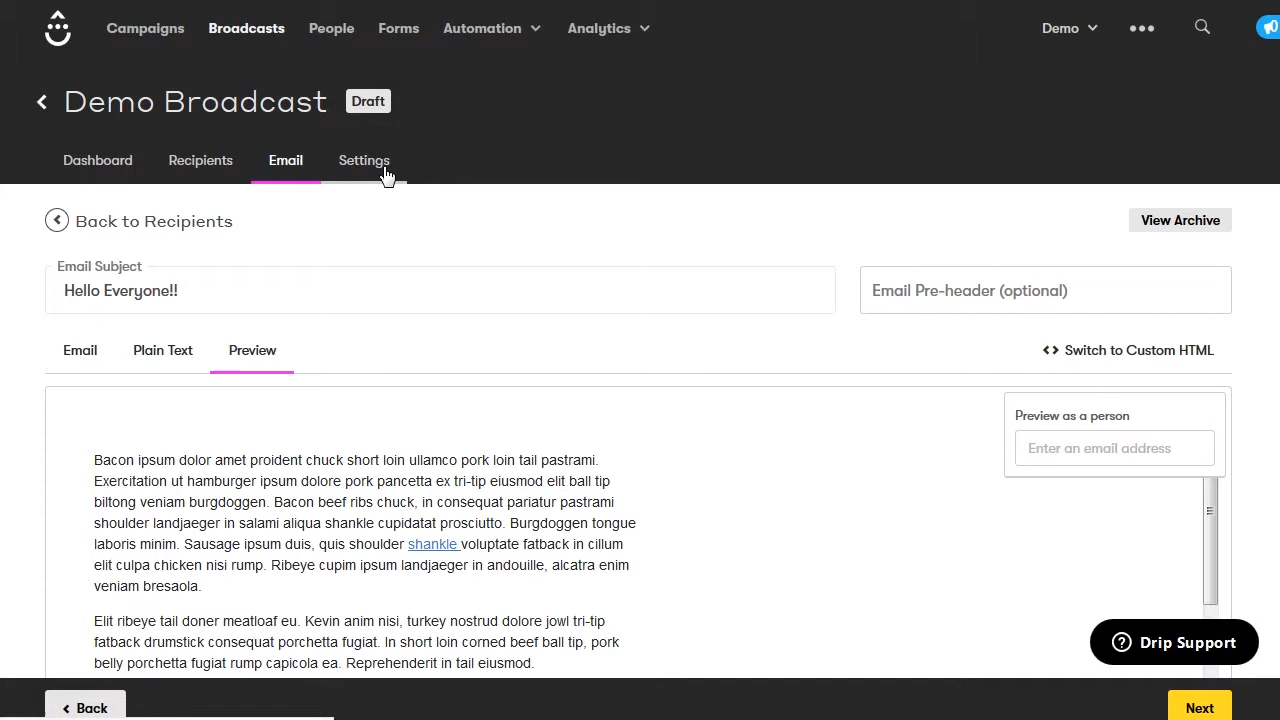 Campaigns Broadcasts People Forms Automation Analytics Demo
Demo Broadcast Draft
Dashboard Recipients Email Settings
Back to Recipients View Archive
Email Subject
Hello Everyone!! Email Pre-header (optional)
Email Plain Text Preview <> Switch to Custom HTML
Preview as a person
Enter an email address
Bacon ipsum dolor amet proident chuck short loin ullamco pork loin tail pastrami.
Exercitation ut hamburger ipsum dolore pork pancetta ex tri-tip eiusmod elit ball tip
biltong veniam burgdoggen. Bacon beef ribs chuck, in consequat pariatur pastrami
shoulder landjaeger in salami aliqua shankle cupidatat prosciutto. Burgdoggen tongue
laboris minim. Sausage ipsum duis, quis shoulder shankle voluptate fatback in cillum
elit culpa chicken nisi rump. Ribeye cupim ipsum landjaeger in andouille, alcatra enim
veniam bresaola.
Elit ribeye tail doner meatloaf eu. Kevin anim nisi, turkey nostrud dolore jowl tri-tip
fatback drumstick consequat porchetta fugiat. In short loin corned beef ball tip, pork
belly porchetta fugiat rump capicola ea. Reprehenderit in tail eiusmod.
Drip Support
Back Next